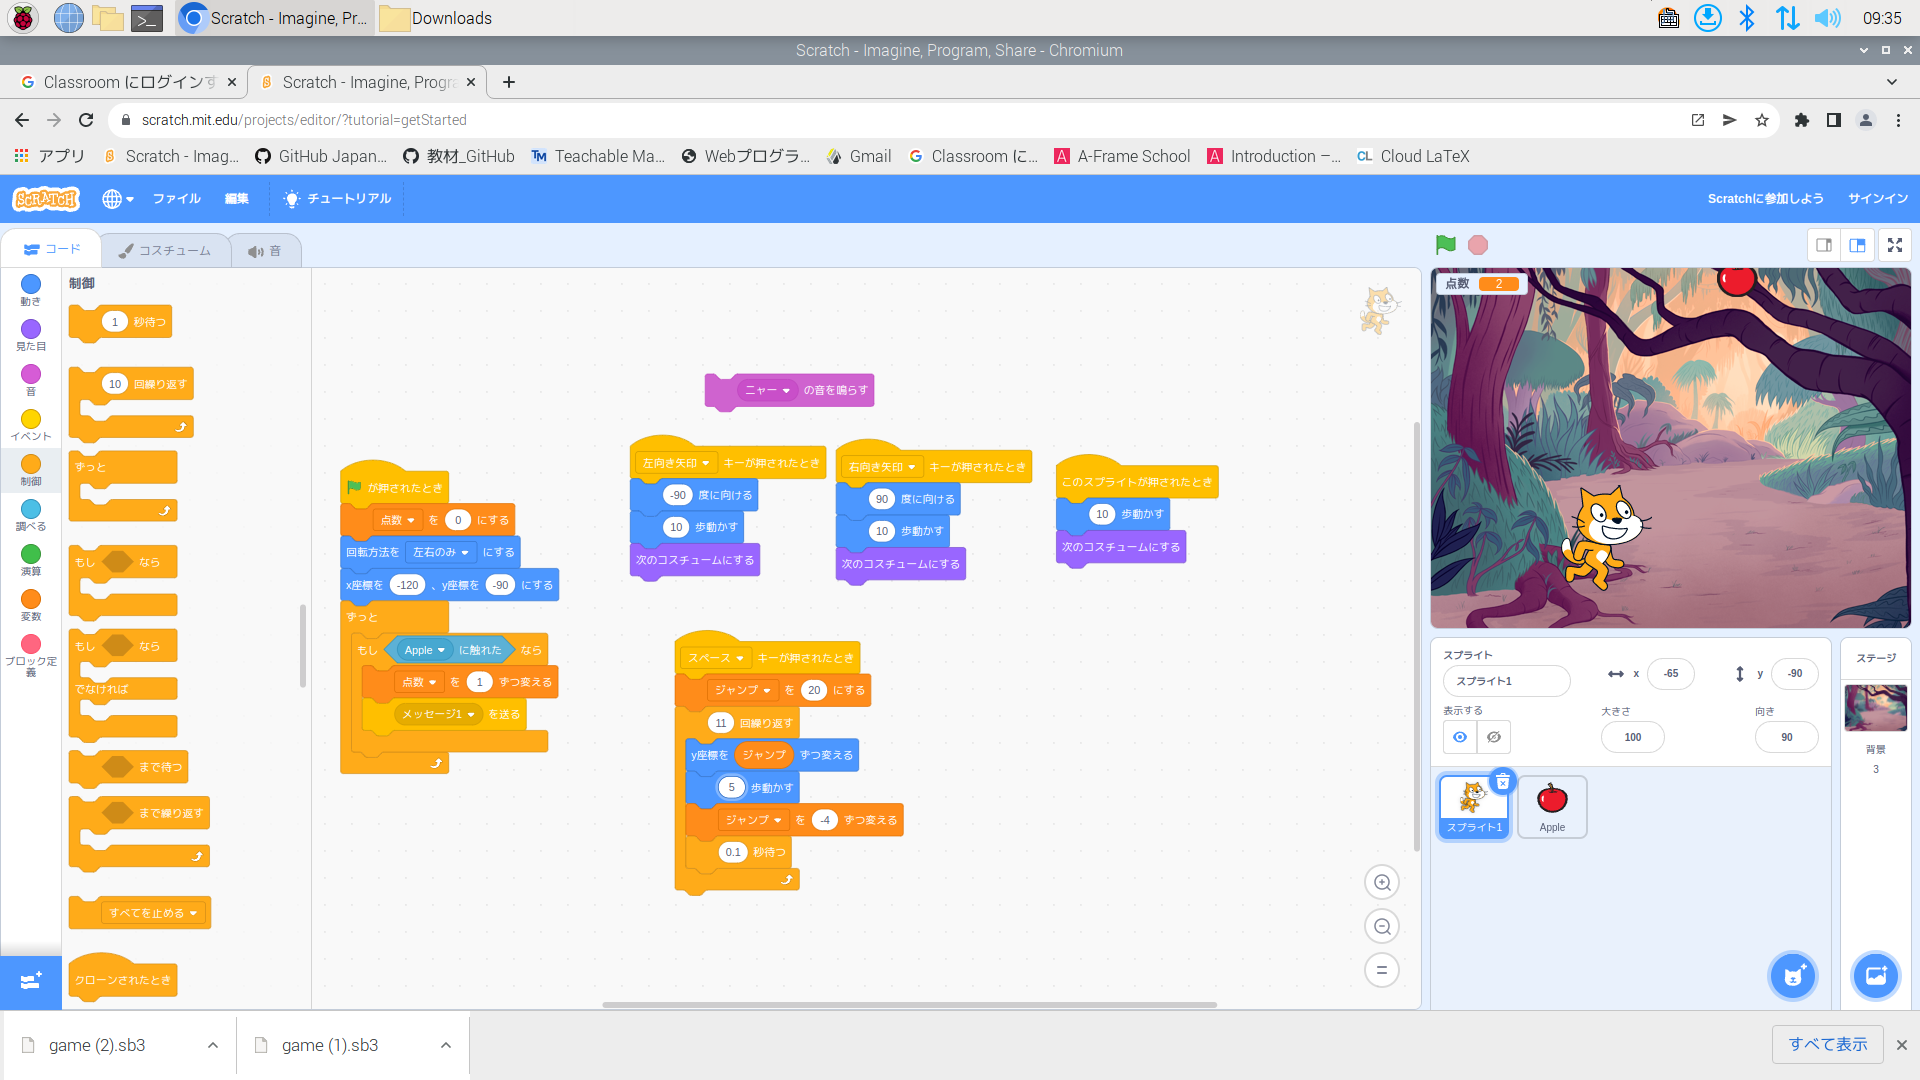 Scratch - Imagine, Pr...
Downloads
09:35
Scratch - Imagine, Program, Share - Chromium
Classroom にログインす
Scratch - Imagine, Progra
scratch.mit.edu/projects/editor/?tutorial=getStarted
アプリ
Scratch - Imag...
GitHub Japan...
教材_GitHub
Teachable Ma...
Webプログラ...
Gmail
Classroom に...
A-Frame School
Introduction –...
Cloud LaTeX
SCRATCH
ファイル
編集
チュートリアル
Scratchに参加しよう
サインイン
コード
コスチューム
音
動き
見た目
音
イベント
制御
調べる
演算
変数
ブロック定義
制御
1 秒待つ
10 回繰り返す
ずっと
もし なら
もし なら
でなければ
まで待つ
まで繰り返す
すべてを止める
クローンされたとき
ニャー の音を鳴らす
が押されたとき
点数 を 0 にする
回転方法を 左右のみ にする
x座標を -120 、y座標を -90 にする
ずっと
もし Apple に触れた なら
点数 を 1 ずつ変える
メッセージ1 を送る
左向き矢印 キーが押されたとき
-90 度に向ける
10 歩動かす
次のコスチュームにする
右向き矢印 キーが押されたとき
90 度に向ける
10 歩動かす
次のコスチュームにする
このスプライトが押されたとき
10 歩動かす
次のコスチュームにする
スペース キーが押されたとき
ジャンプ を 20 にする
11 回繰り返す
y座標を ジャンプ ずつ変える
5 歩動かす
ジャンプ を -4 ずつ変える
0.1 秒待つ
点数 2
スプライト
スプライト1
x -65
y -90
表示する
大きさ
100
向き
90
スプライト1
Apple
ステージ
背景
3
game (2).sb3
game (1).sb3
すべて表示